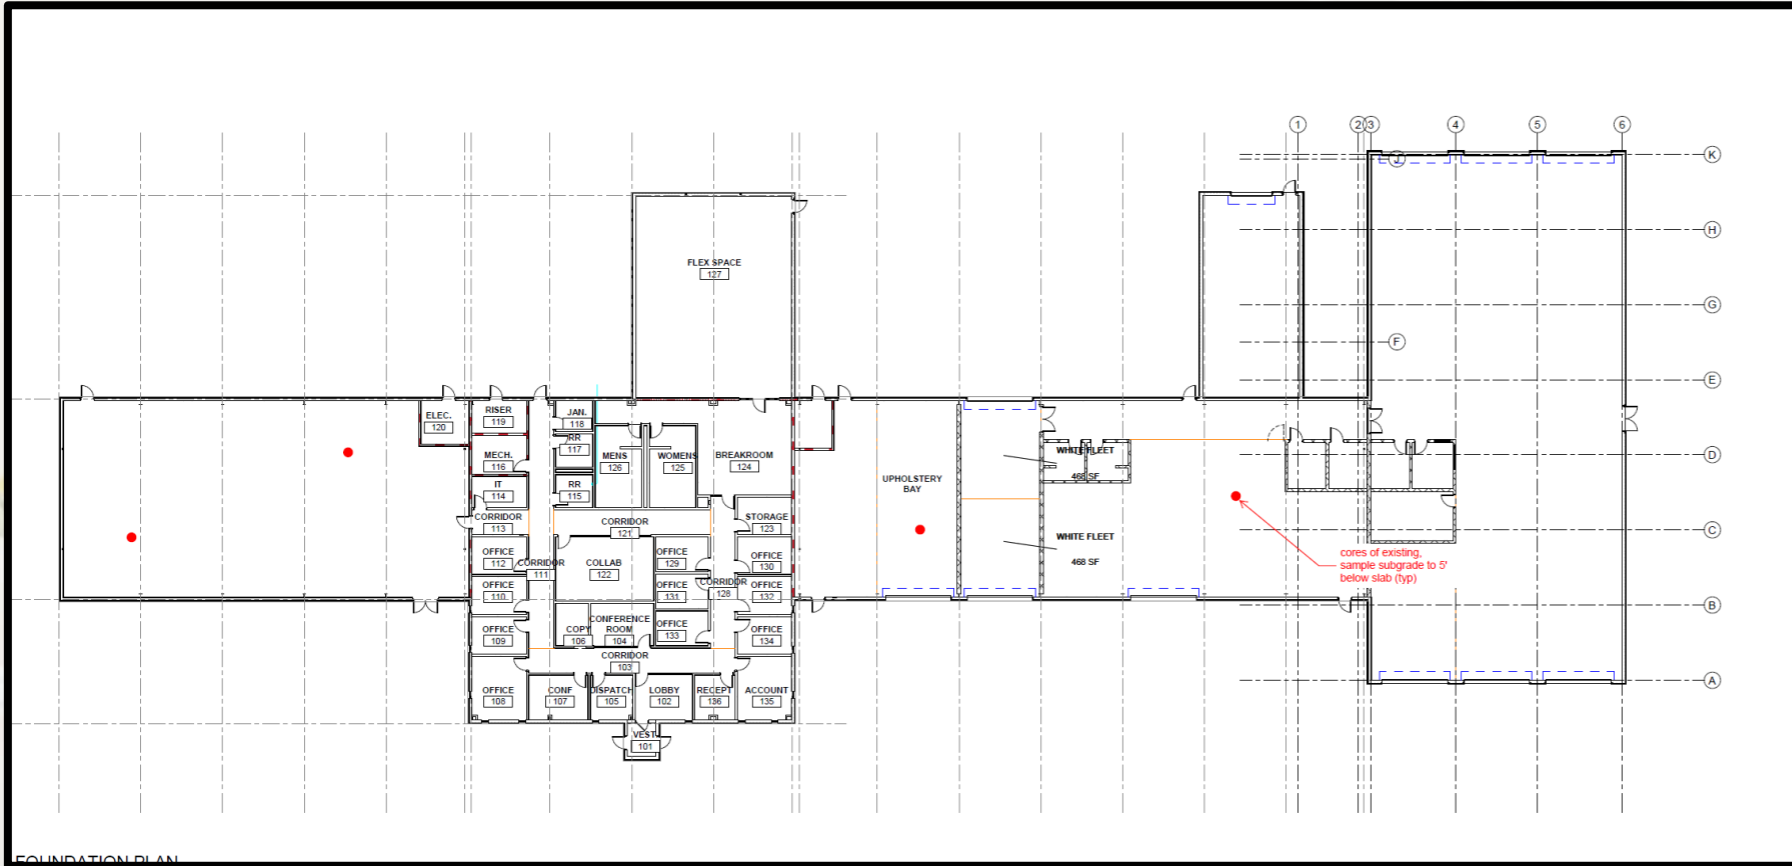 1
2
3
4
5
6
J
K
H
FLEX SPACE
127
G
F
E
ELEC.
120
RISER
119
JAN.
118
RR
117
MECH.
116
MENS
126
WOMENS
125
BREAKROOM
124
WHITE FLEET
468 SF
D
IT
114
RR
115
UPHOLSTERY
BAY
CORRIDOR
113
CORRIDOR
121
STORAGE
123
C
OFFICE
112
CORRIDOR
111
COLLAB
122
OFFICE
129
OFFICE
130
WHITE FLEET
468 SF
cores of existing,
sample subgrade to 5'
below slab (typ)
OFFICE
110
OFFICE
131
CORRIDOR
128
OFFICE
132
B
OFFICE
109
COPY
106
CONFERENCE
ROOM
104
OFFICE
133
OFFICE
134
CORRIDOR
103
A
OFFICE
108
CONF
107
DISPATCH
105
LOBBY
102
RECEPT
136
ACCOUNT
135
VEST
101
FOUNDATION PLAN